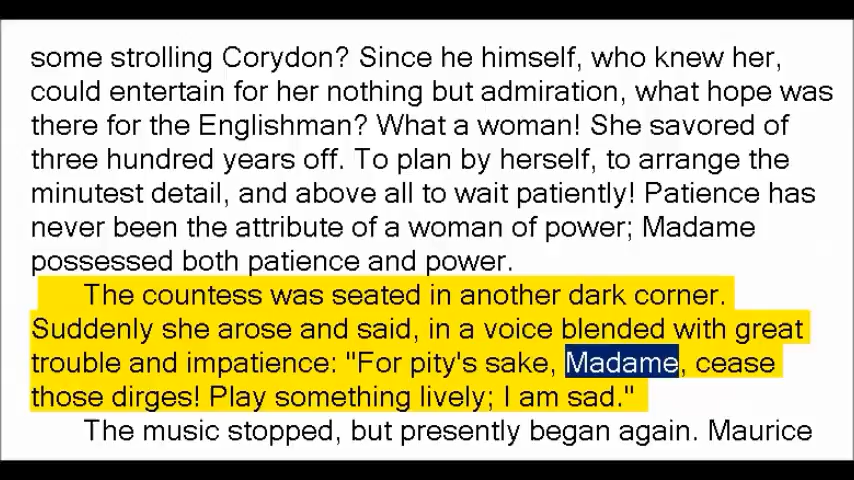 some strolling Corydon? Since he himself, who knew her,
could entertain for her nothing but admiration, what hope was
there for the Englishman? What a woman! She savored of
three hundred years off. To plan by herself, to arrange the
minutest detail, and above all to wait patiently! Patience has
never been the attribute of a woman of power; Madame
possessed both patience and power.
The countess was seated in another dark corner.
Suddenly she arose and said, in a voice blended with great
trouble and impatience: "For pity's sake, Madame, cease
those dirges! Play something lively; I am sad."
The music stopped, but presently began again. Maurice